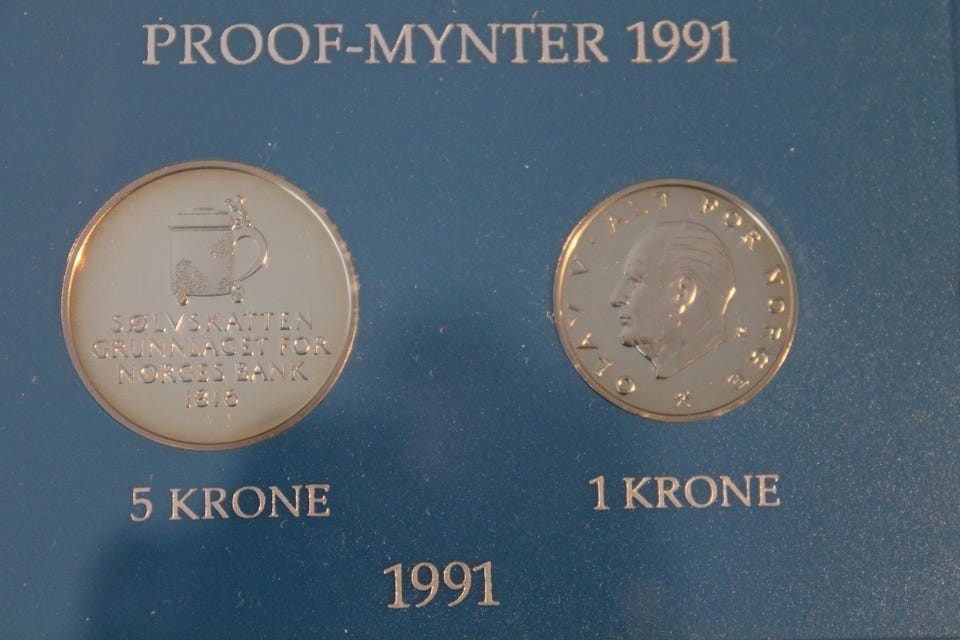 PROOF-MYNTER 1991
SØLVSKATTEN
GRUNNLAGET FOR
NORGES BANK
1816
OLAV V · ALT FOR NORGE
5 KRONE
1 KRONE
1991